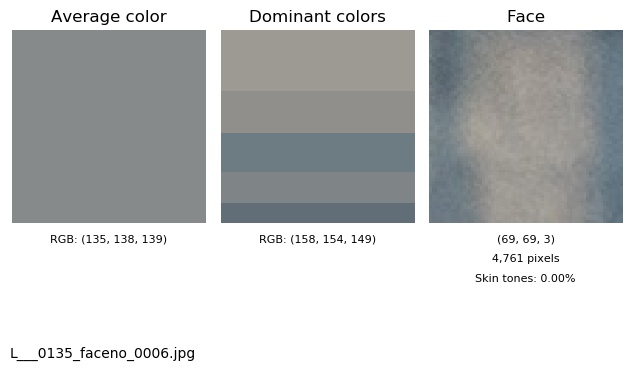 Average color
Dominant colors
Face
RGB: (135, 138, 139)
RGB: (158, 154, 149)
(69, 69, 3)
4,761 pixels
Skin tones: 0.00%
L___0135_faceno_0006.jpg